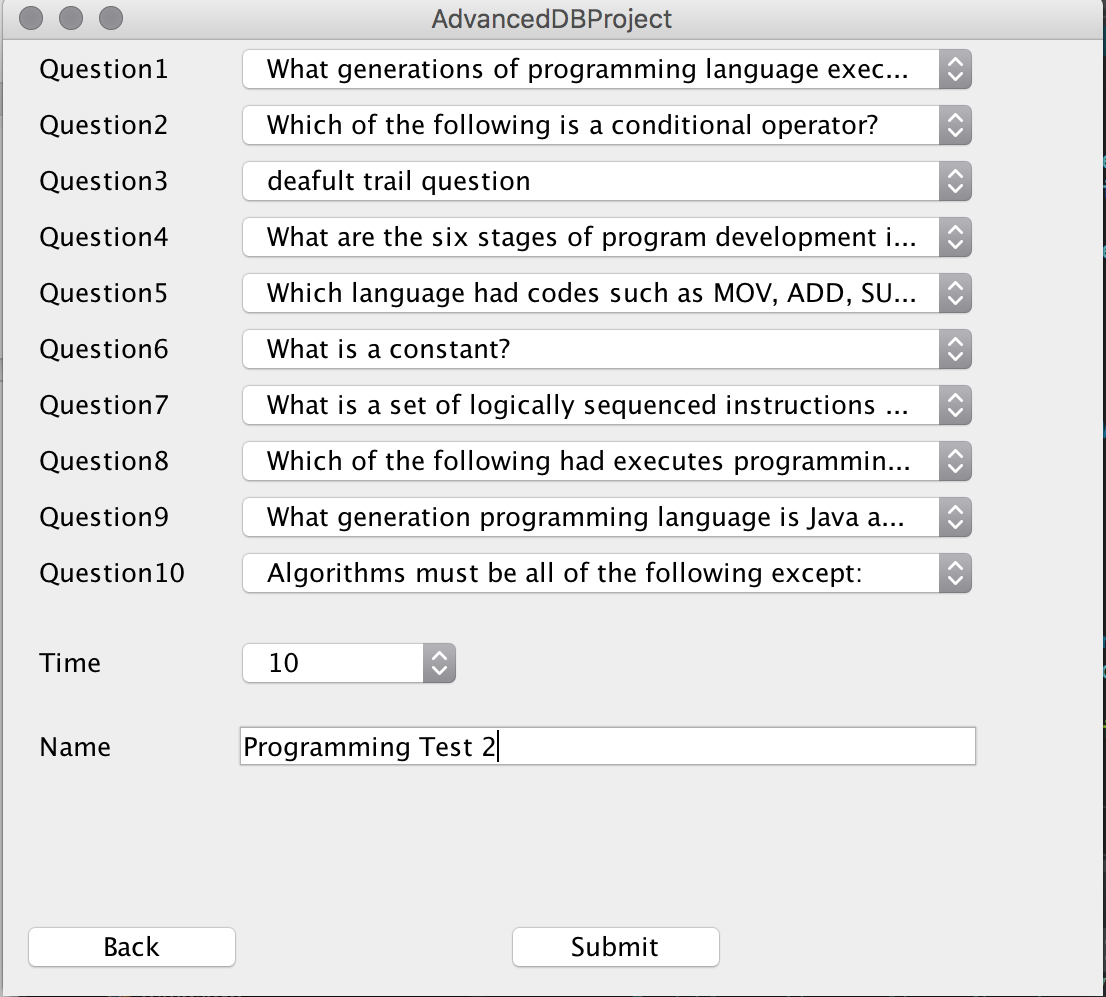 AdvancedDBProject
Question1 What generations of programming language exec...
Question2 Which of the following is a conditional operator?
Question3 deafult trail question
Question4 What are the six stages of program development i...
Question5 Which language had codes such as MOV, ADD, SU...
Question6 What is a constant?
Question7 What is a set of logically sequenced instructions ...
Question8 Which of the following had executes programmin...
Question9 What generation programming language is Java a...
Question10 Algorithms must be all of the following except:
Time 10
Name Programming Test 2
Back Submit